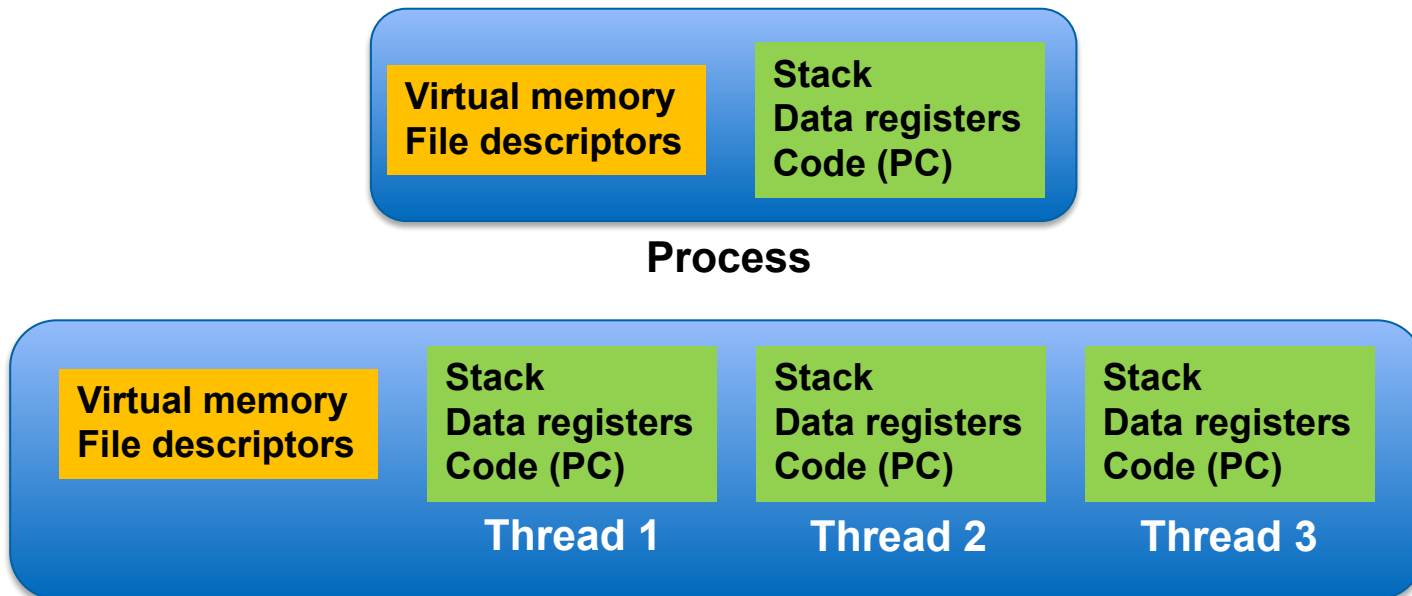 Virtual memory
File descriptors
Stack
Data registers
Code (PC)
Process
Virtual memory
File descriptors
Stack
Data registers
Code (PC)
Thread 1
Stack
Data registers
Code (PC)
Thread 2
Stack
Data registers
Code (PC)
Thread 3